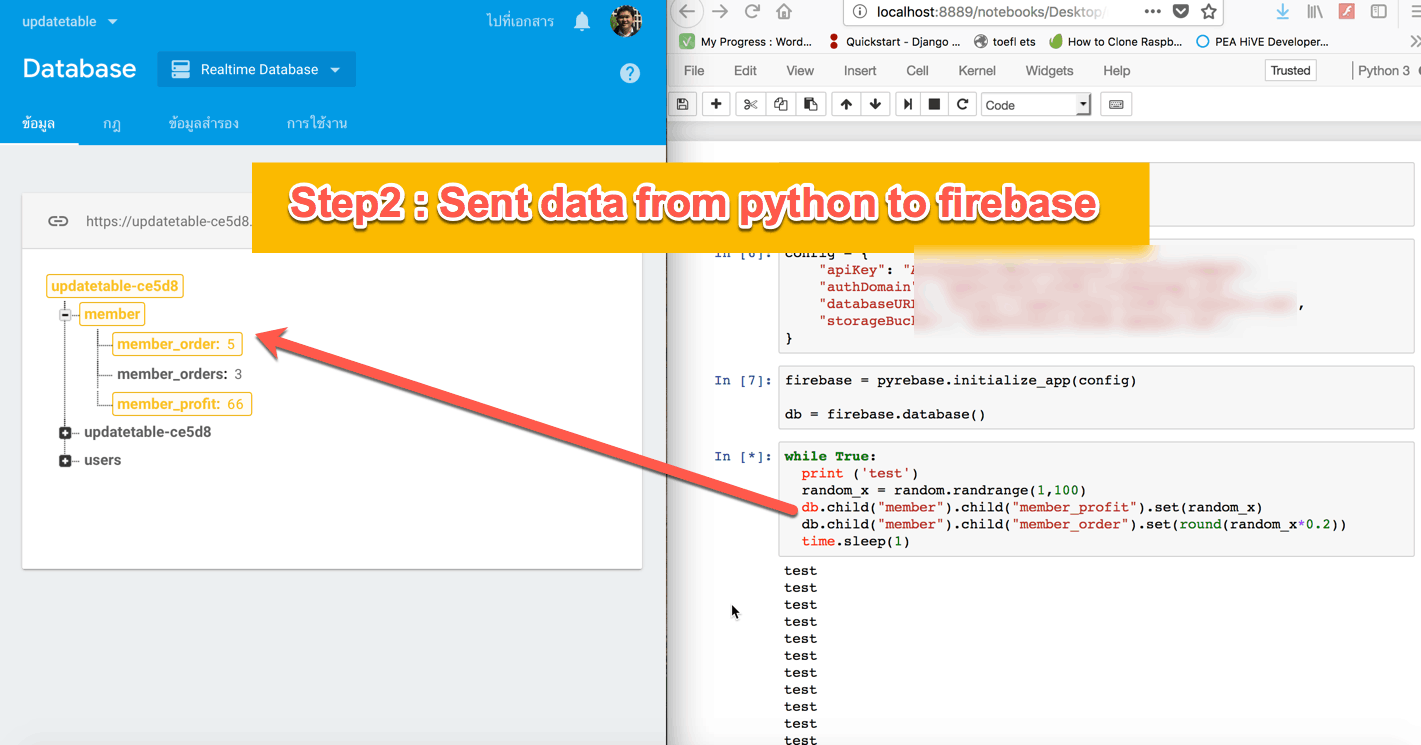 updatetable
ไปที่เอกสาร
Database
Realtime Database
?
ข้อมูล
กฎ
ข้อมูลสำรอง
การใช้งาน
https://updatetable-ce5d8.
updatetable-ce5d8
member
member_order: 5
member_orders: 3
member_profit: 66
updatetable-ce5d8
users
Step2 : Sent data from python to firebase
localhost:8889/notebooks/Desktop/
My Progress : Word...
Quickstart - Django ...
toefl ets
How to Clone Raspb...
PEA HiVE Developer...
File Edit View Insert Cell Kernel Widgets Help
Trusted
Python 3
Code
In [6]:
config = {
"apiKey": "
"authDomain"
"databaseURL
"storageBuck
,
}
In [7]:
firebase = pyrebase.initialize_app(config)
db = firebase.database()
In [*]:
while True:
print ('test')
random_x = random.randrange(1,100)
db.child("member").child("member_profit").set(random_x)
db.child("member").child("member_order").set(round(random_x*0.2))
time.sleep(1)
test
test
test
test
test
test
test
test
test
test
test